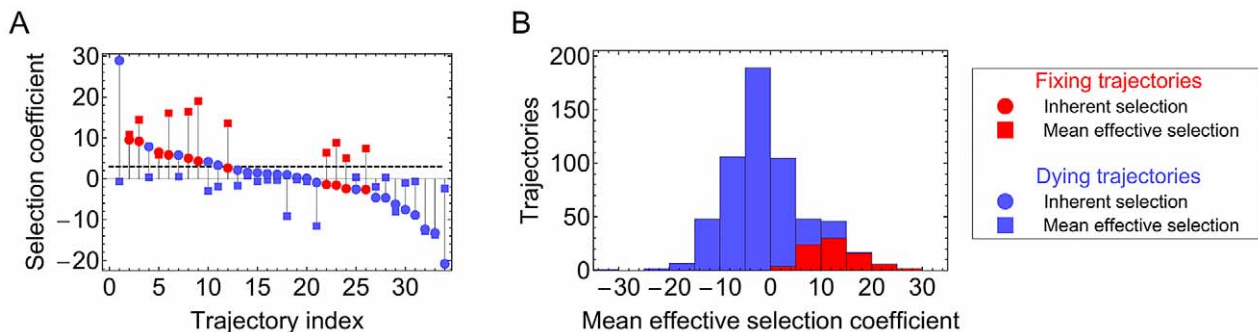 A
Selection coefficient
30
20
10
0
−10
−20
0 5 10 15 20 25 30
Trajectory index
B
Trajectories
200
150
100
50
0
−30 −20 −10 0 10 20 30
Mean effective selection coefficient
Fixing trajectories
Inherent selection
Mean effective selection
Dying trajectories
Inherent selection
Mean effective selection